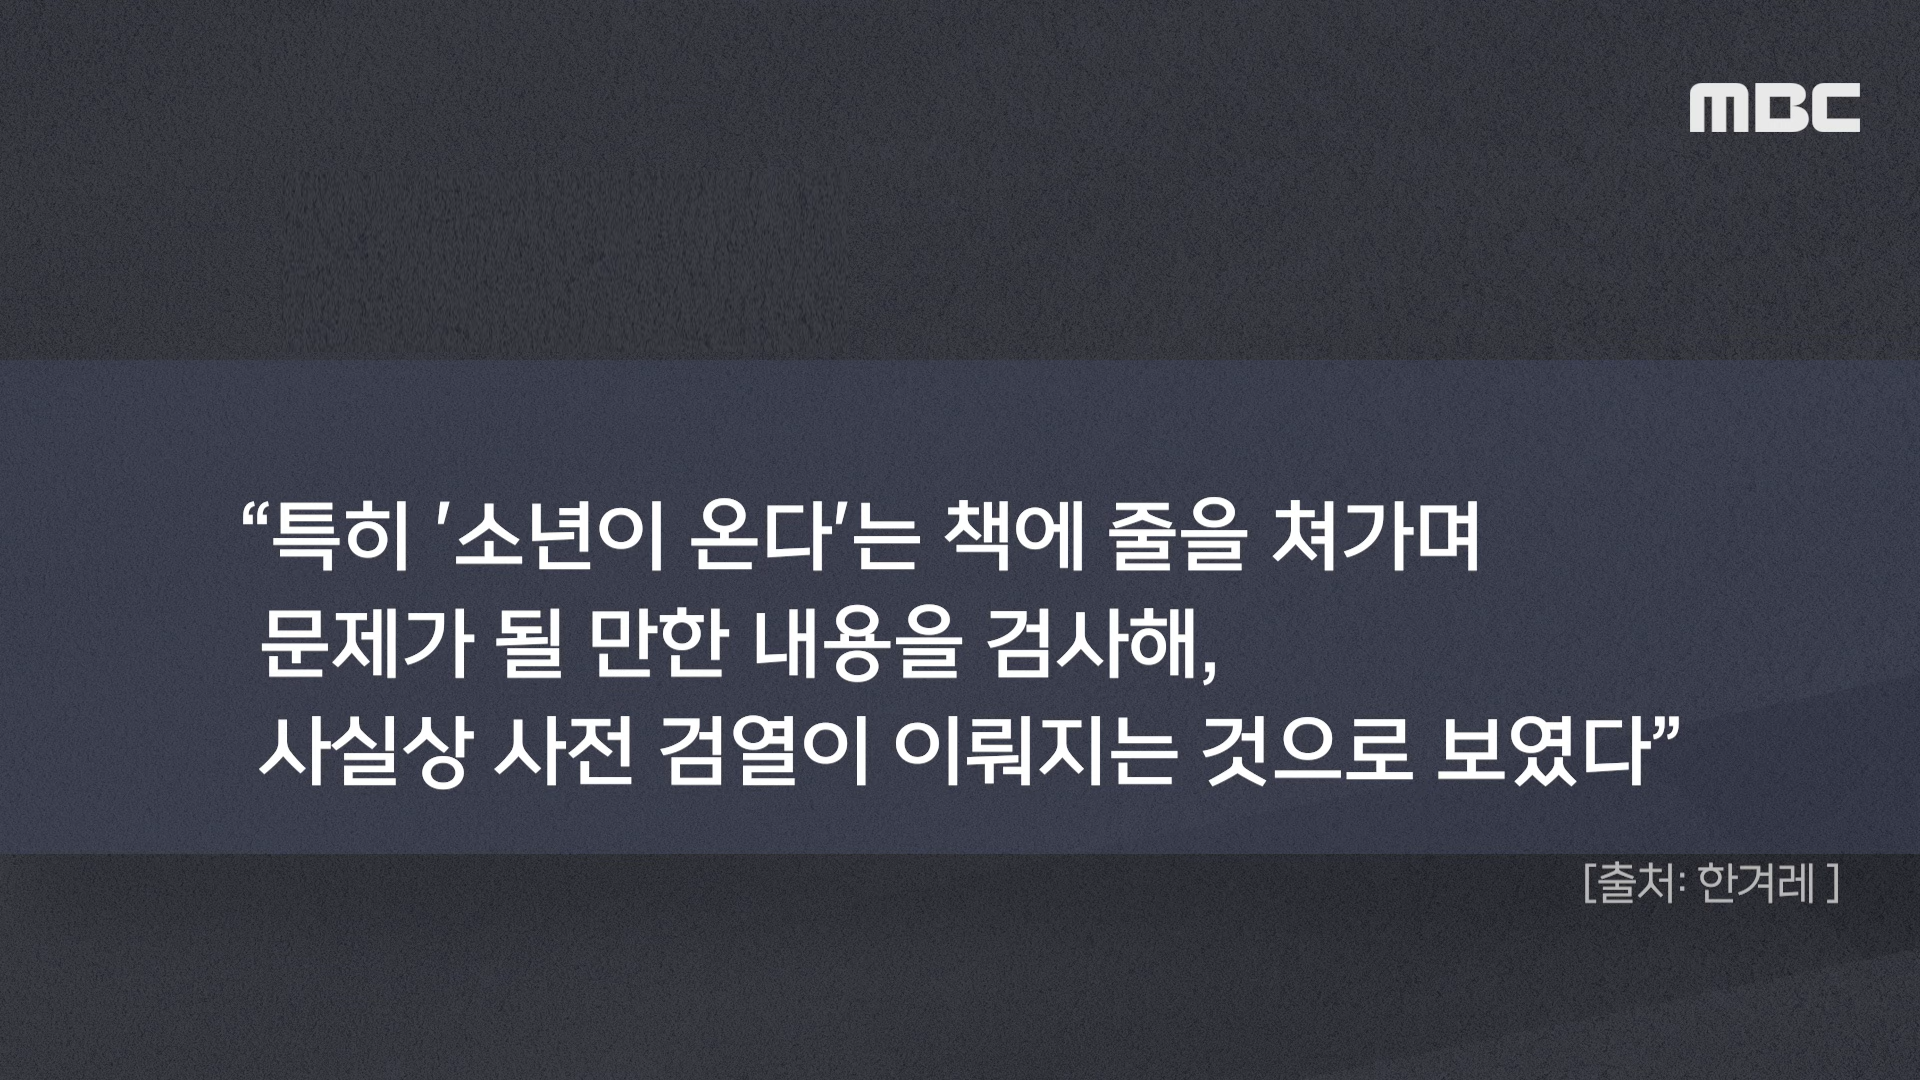 MBC
“특히 '소년이 온다'는 책에 줄을 쳐가며
문제가 될 만한 내용을 검사해,
사실상 사전 검열이 이뤄지는 것으로 보였다”
[출처: 한겨레 ]